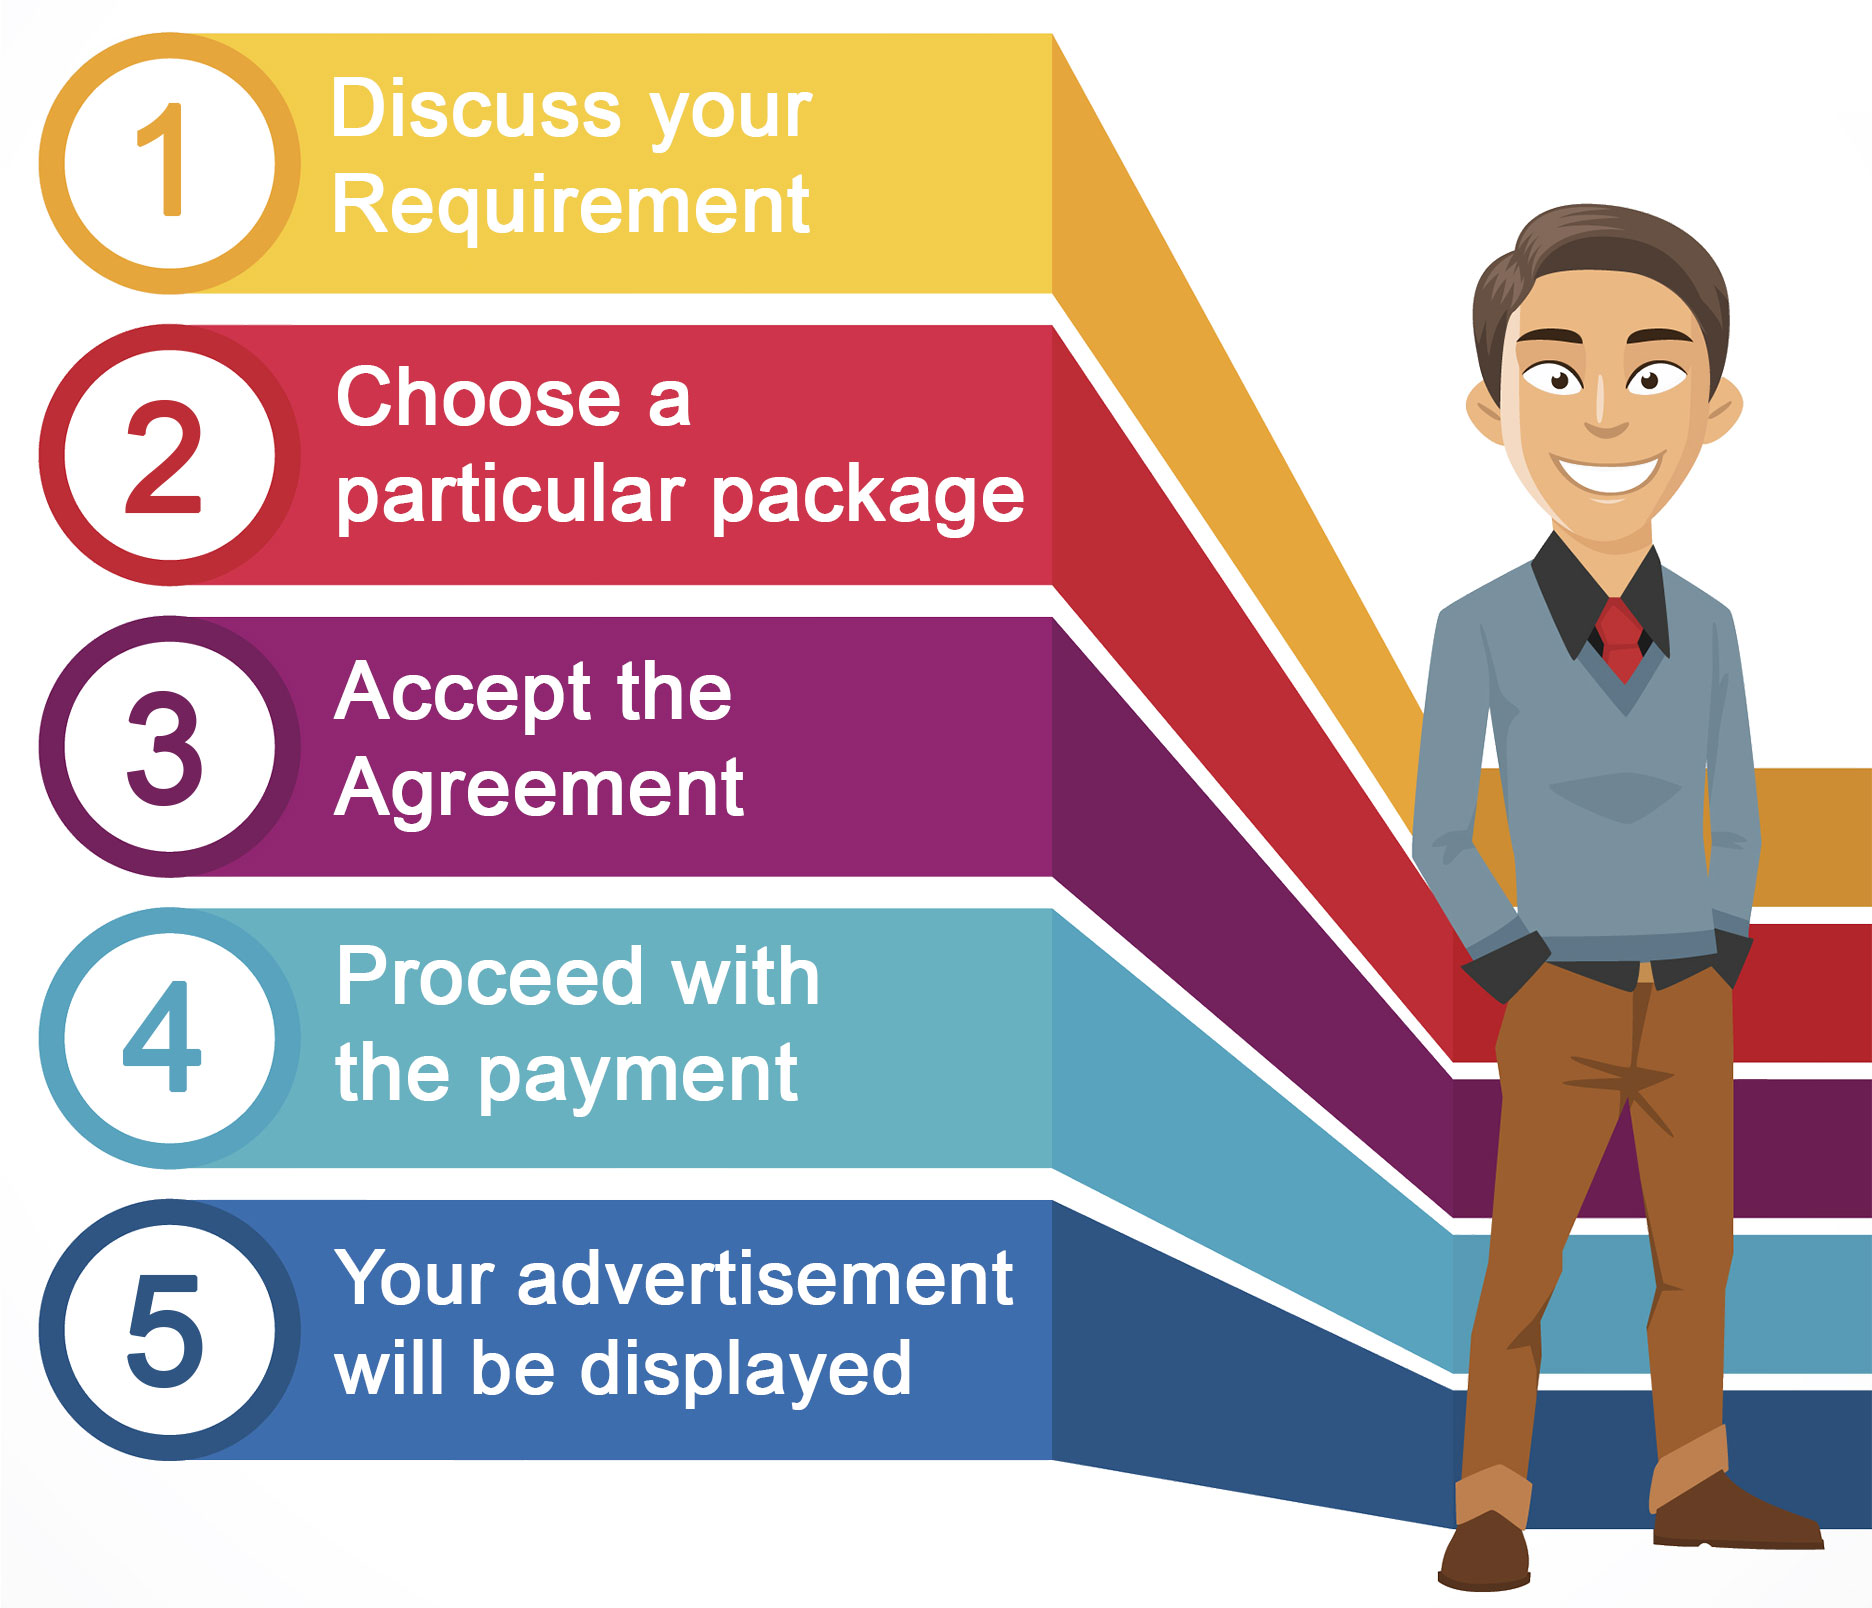 1
Discuss your
Requirement
2
Choose a
particular package
3
Accept the
Agreement
4
Proceed with
the payment
5
Your advertisement
will be displayed